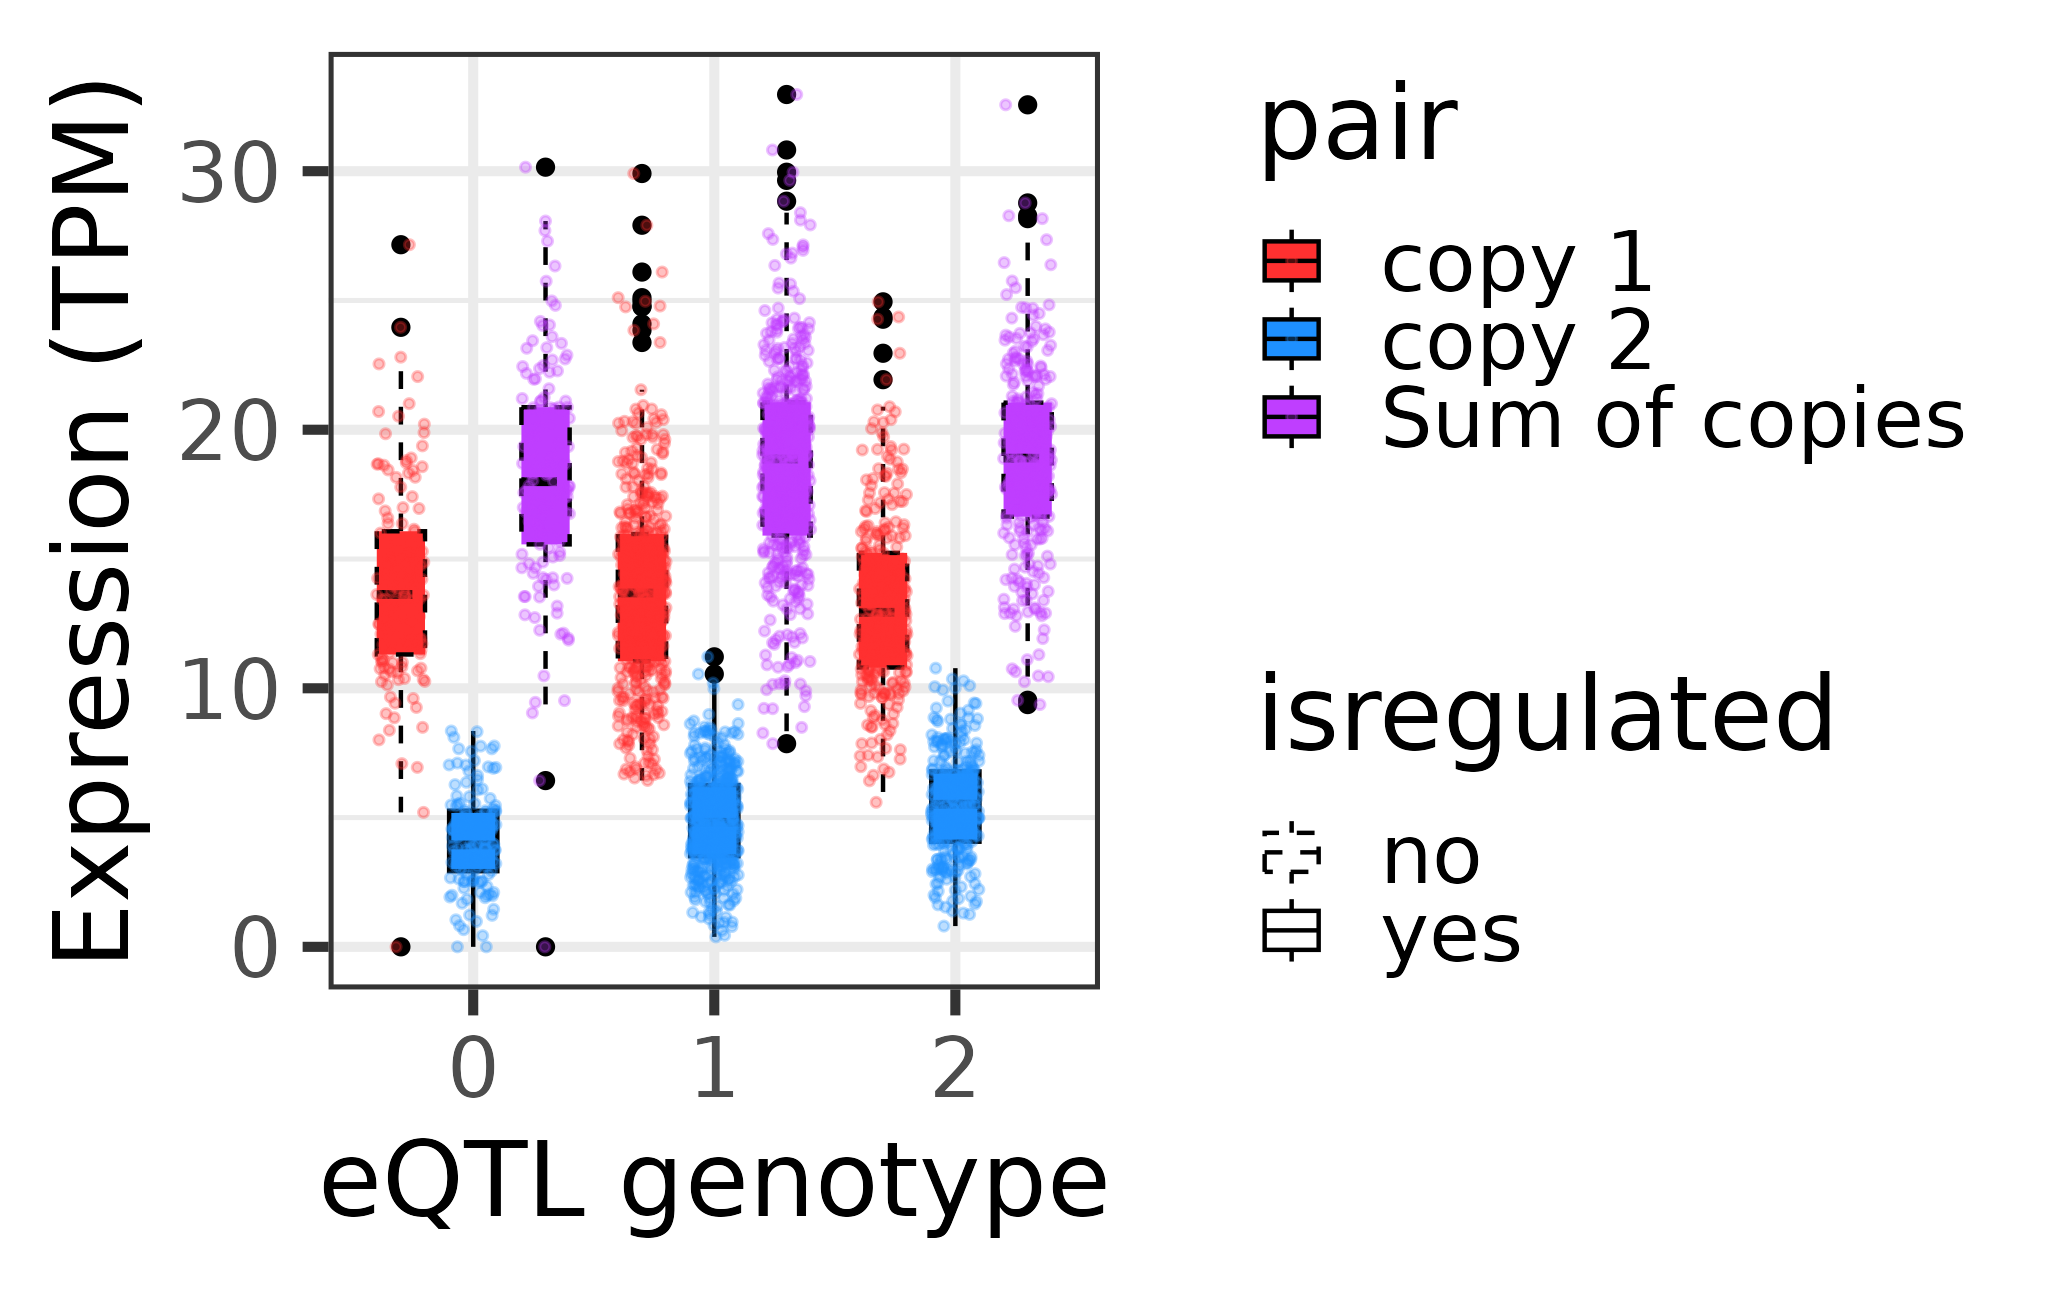 Expression (TPM)
30
20
10
0
0 1 2
eQTL genotype
pair
copy 1
copy 2
Sum of copies
isregulated
no
yes